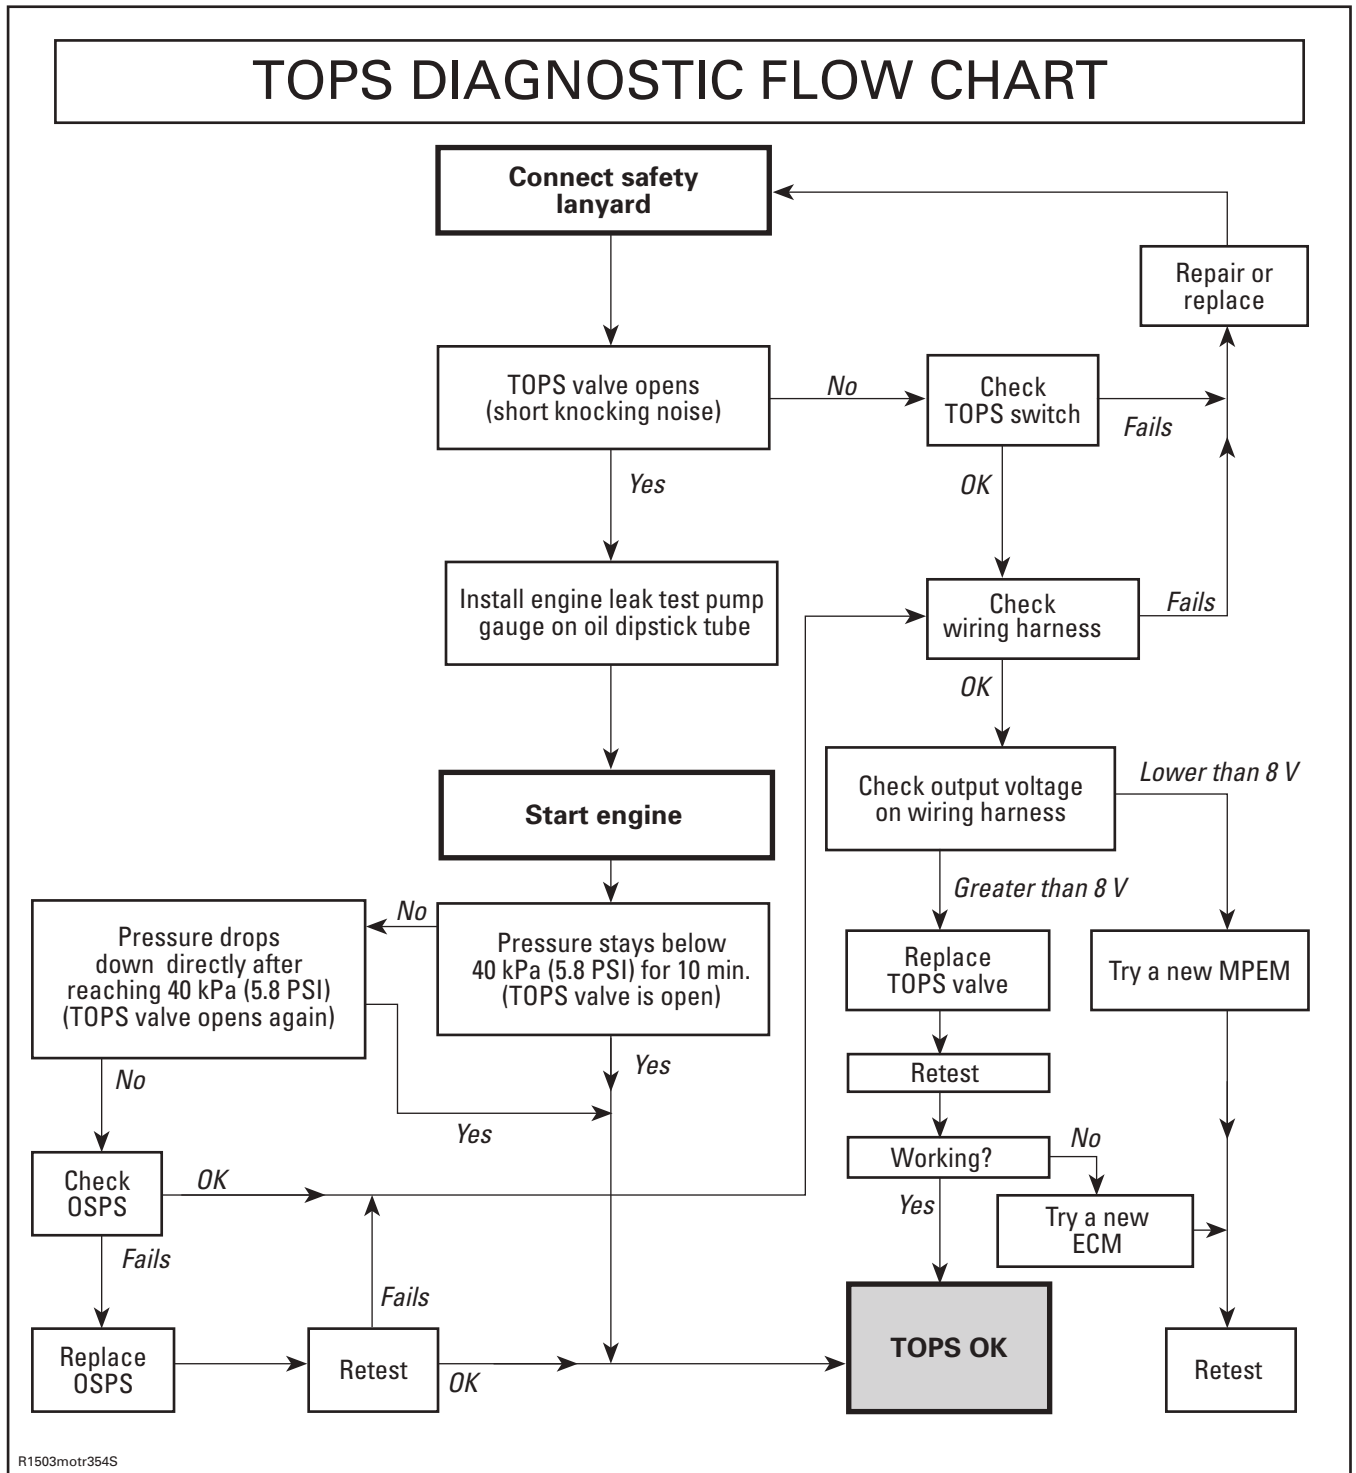 TOPS DIAGNOSTIC FLOW CHART
Connect safety
lanyard
Repair or
replace
TOPS valve opens
(short knocking noise)
No
Check
TOPS switch
Fails
Yes
OK
Install engine leak test pump
gauge on oil dipstick tube
Check
wiring harness
Fails
OK
Start engine
Check output voltage
on wiring harness
Lower than 8 V
Greater than 8 V
No
Pressure drops
down directly after
reaching 40 kPa (5.8 PSI)
(TOPS valve opens again)
Pressure stays below
40 kPa (5.8 PSI) for 10 min.
(TOPS valve is open)
Replace
TOPS valve
Try a new MPEM
Yes
No
Yes
Retest
Working?
No
Check
OSPS
OK
Yes
Try a new
ECM
Fails
Fails
Replace
OSPS
Retest
OK
TOPS OK
Retest
R1503motr354S